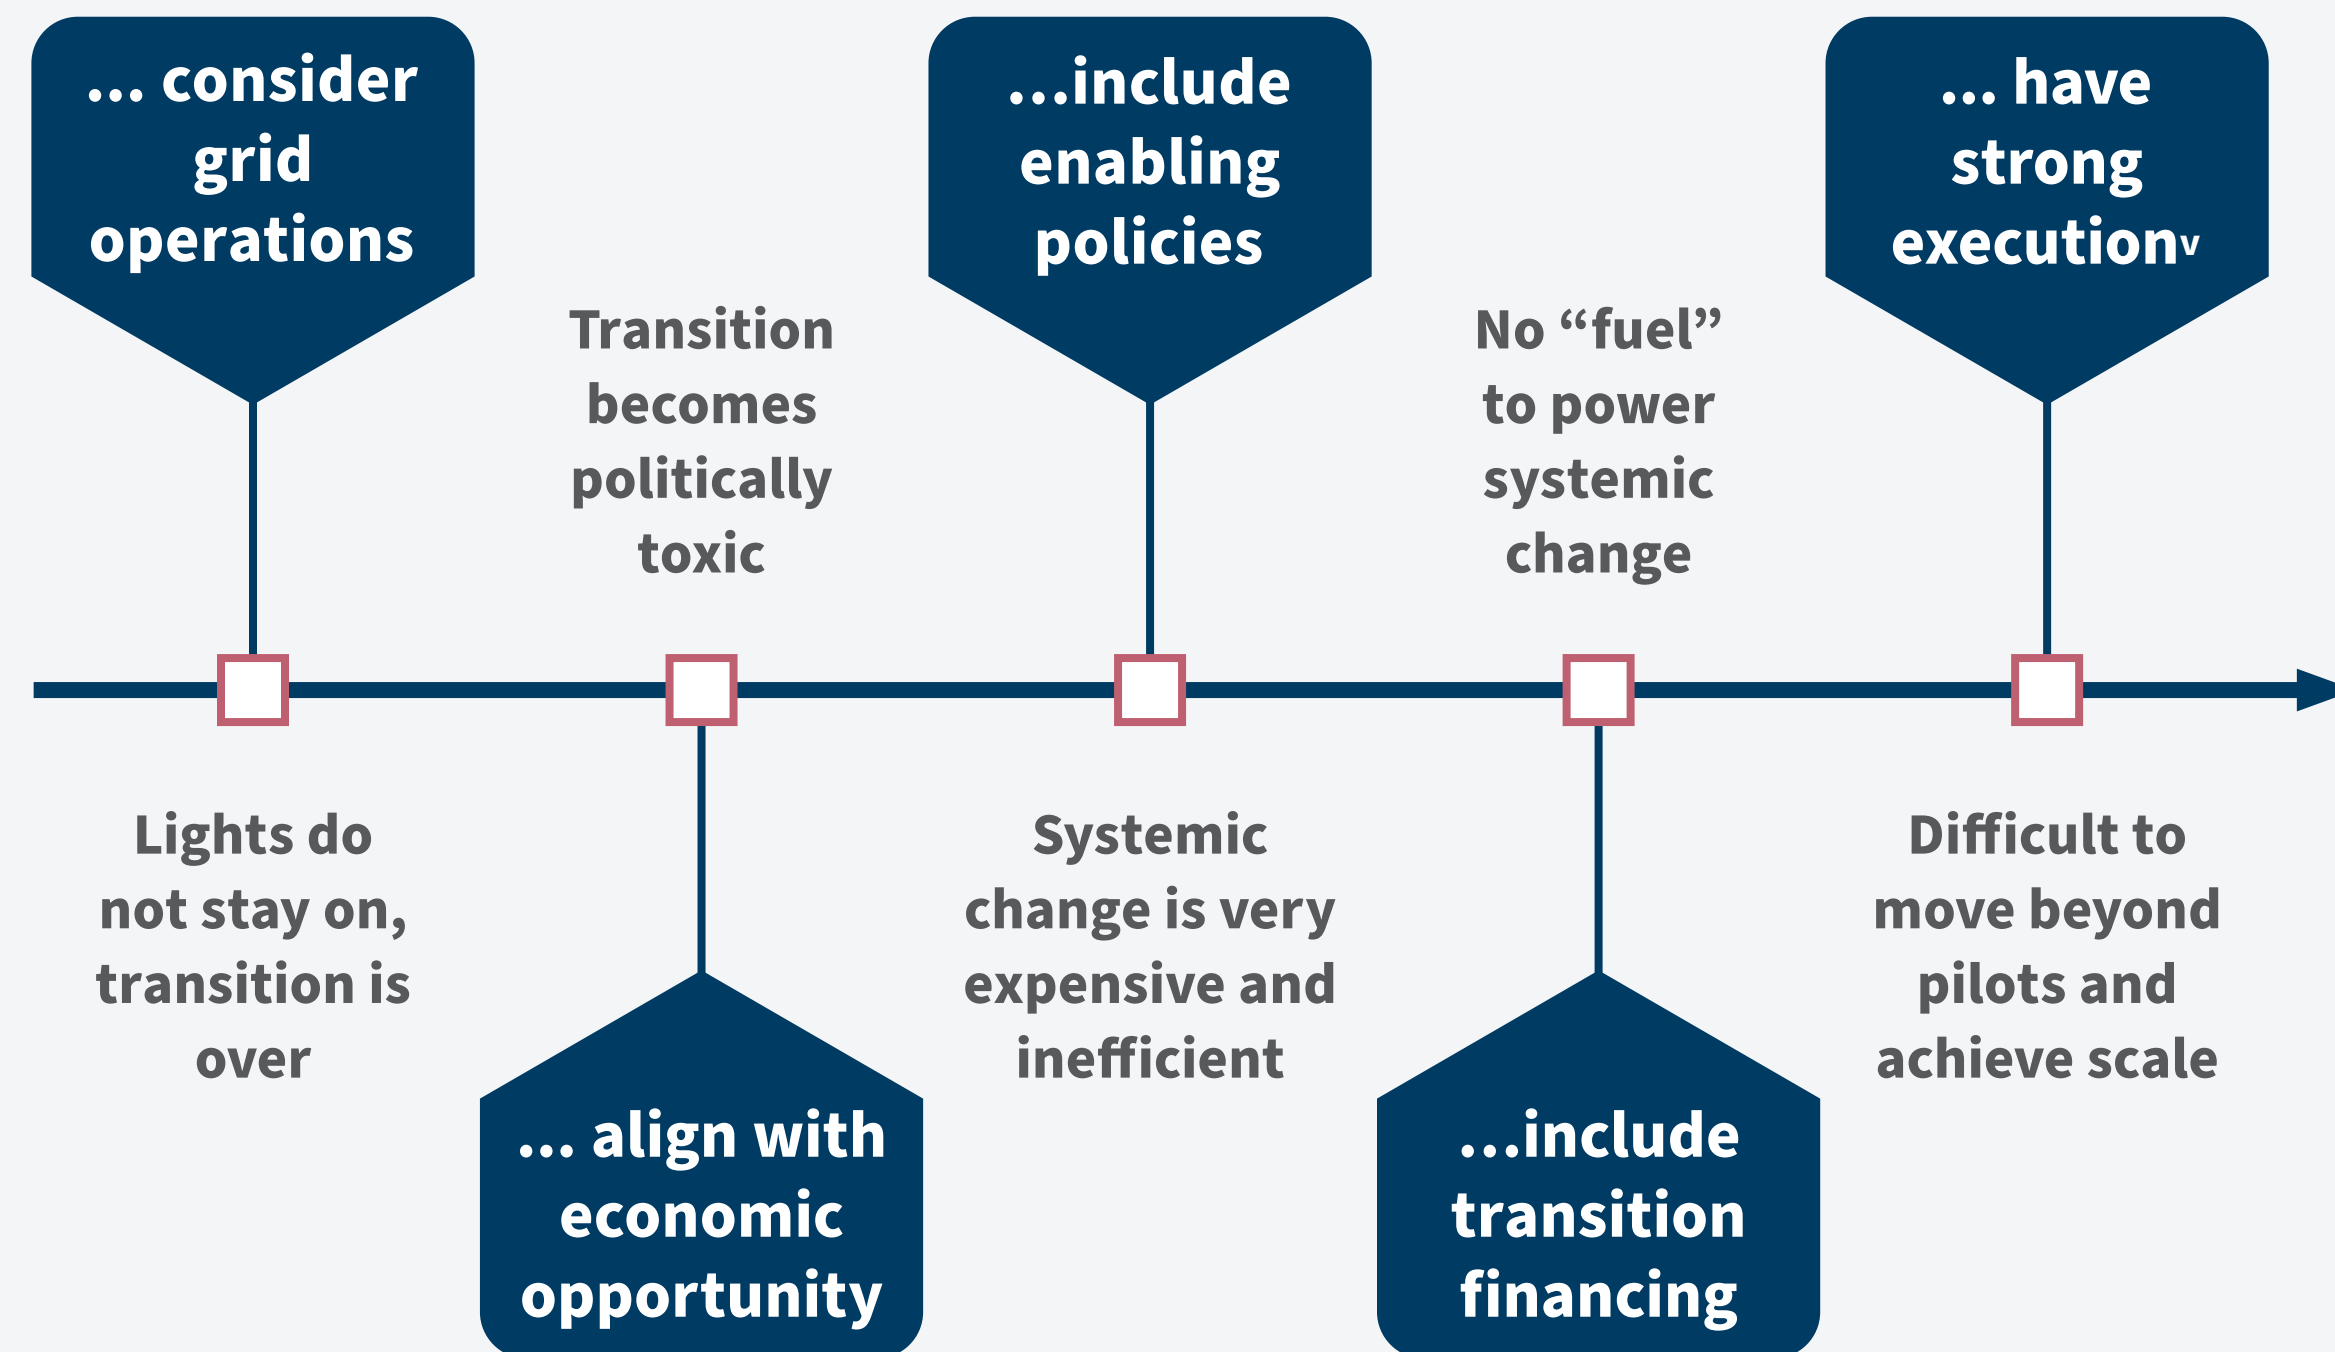 ... consider
grid
operations
Lights do
not stay on,
transition is
over
Transition
becomes
politically
toxic
... align with
economic
opportunity
...include
enabling
policies
Systemic
change is very
expensive and
inefficient
No “fuel”
to power
systemic
change
...include
transition
financing
... have
strong
executionv
Difficult to
move beyond
pilots and
achieve scale